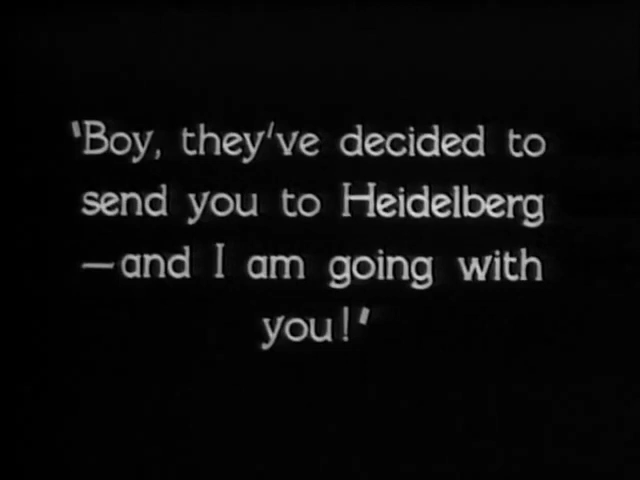 "Boy, they've decided to
send you to Heidelberg
—and I am going with
you!"